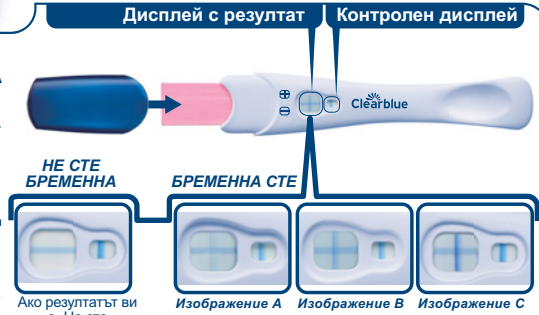 Дисплей с резултат
Контролен дисплей
Clearblue
НЕ СТЕ
БРЕМЕННА
БРЕМЕННА СТЕ
Ако резултатът ви
Изображение A
Изображение B
Изображение C